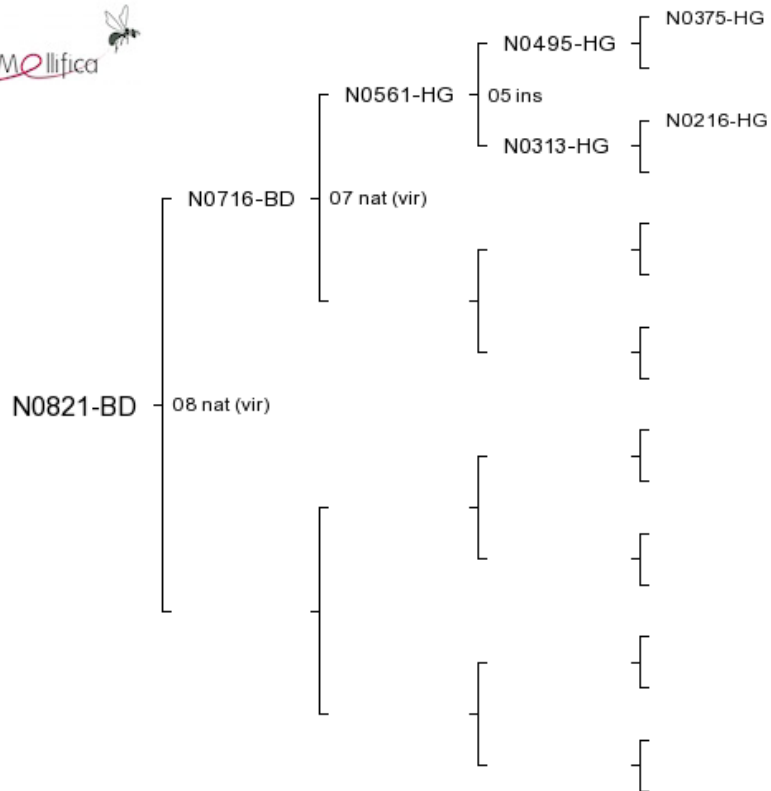 Mellifica
N0375-HG
N0495-HG
N0561-HG
05 ins
N0216-HG
N0313-HG
N0716-BD
07 nat (vir)
N0821-BD
08 nat (vir)